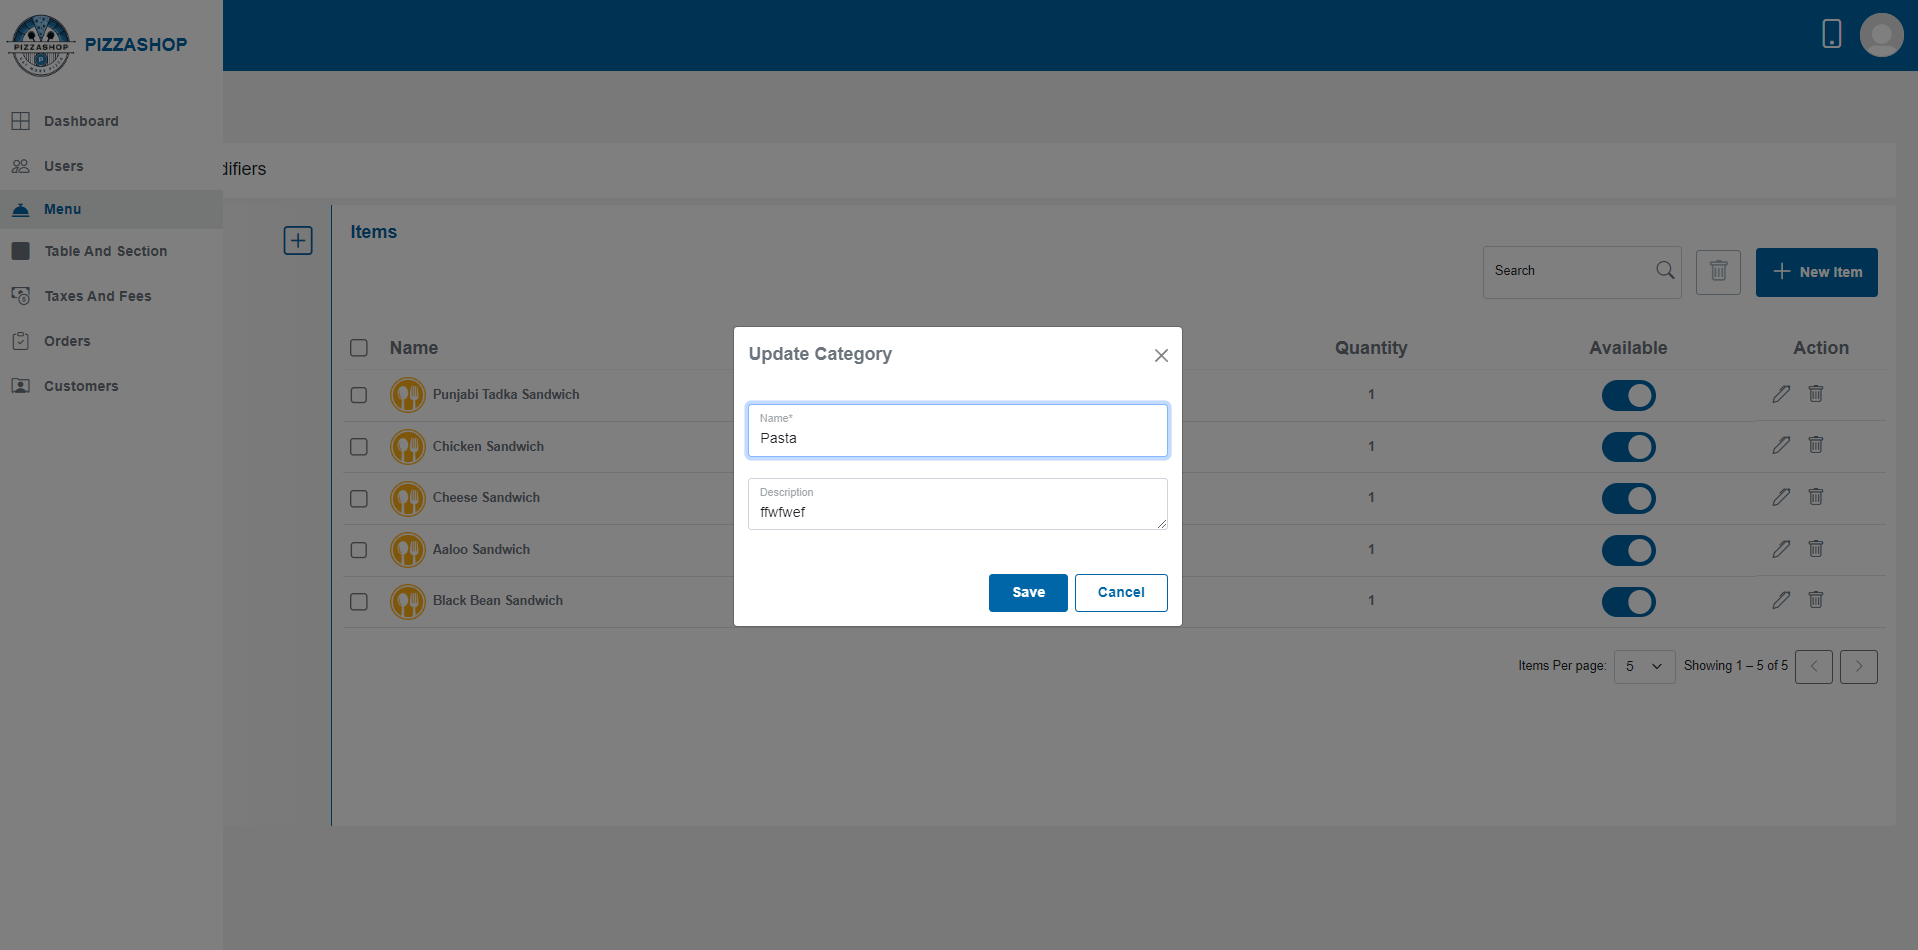 PIZZASHOP
PIZZASHOP
Dashboard
Users
Menu
Table And Section
Taxes And Fees
Orders
Customers
difiers
Items
Search
New Item
Name
Quantity
Available
Action
Punjabi Tadka Sandwich
1
Chicken Sandwich
1
Cheese Sandwich
1
Aaloo Sandwich
1
Black Bean Sandwich
1
Update Category
Name*
Pasta
Description
ffwfwef
Save
Cancel
Items Per page:
5
Showing 1 – 5 of 5